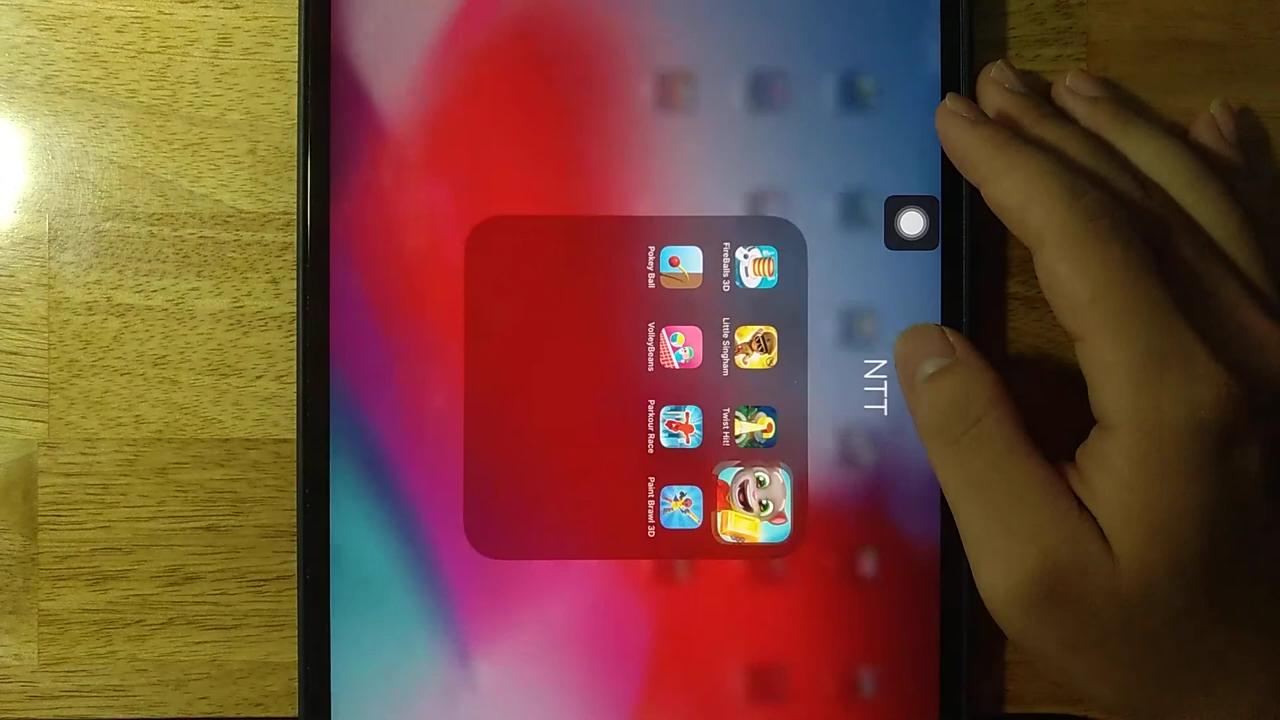 NTT
FireBalls 3D
Little Singham
Twist Hit!
Pokey Ball
VolleyBeans
Parkour Race
Paint Brawl 3D